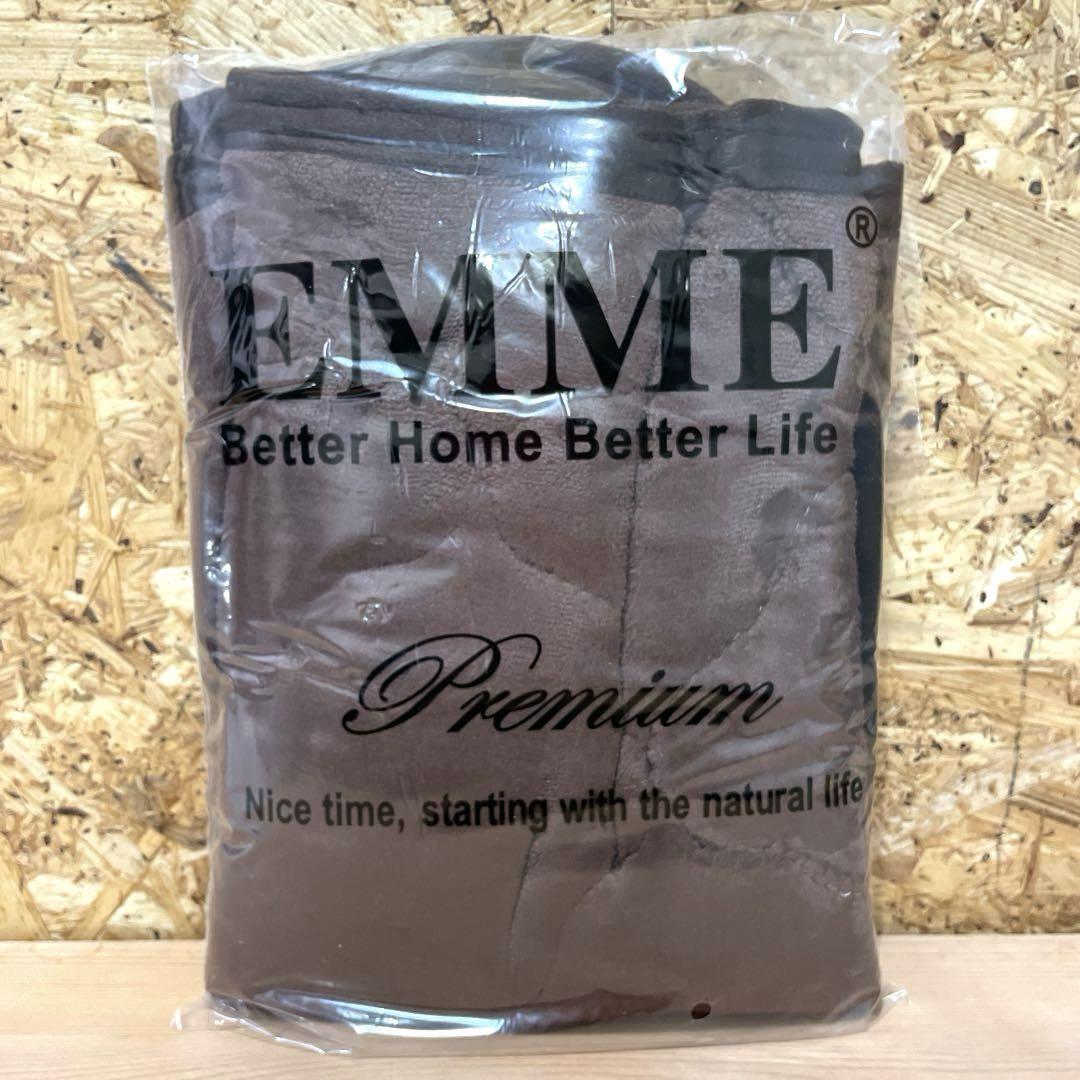 EMME®
Better Home Better Life
Premium
Nice time, starting with the natural life